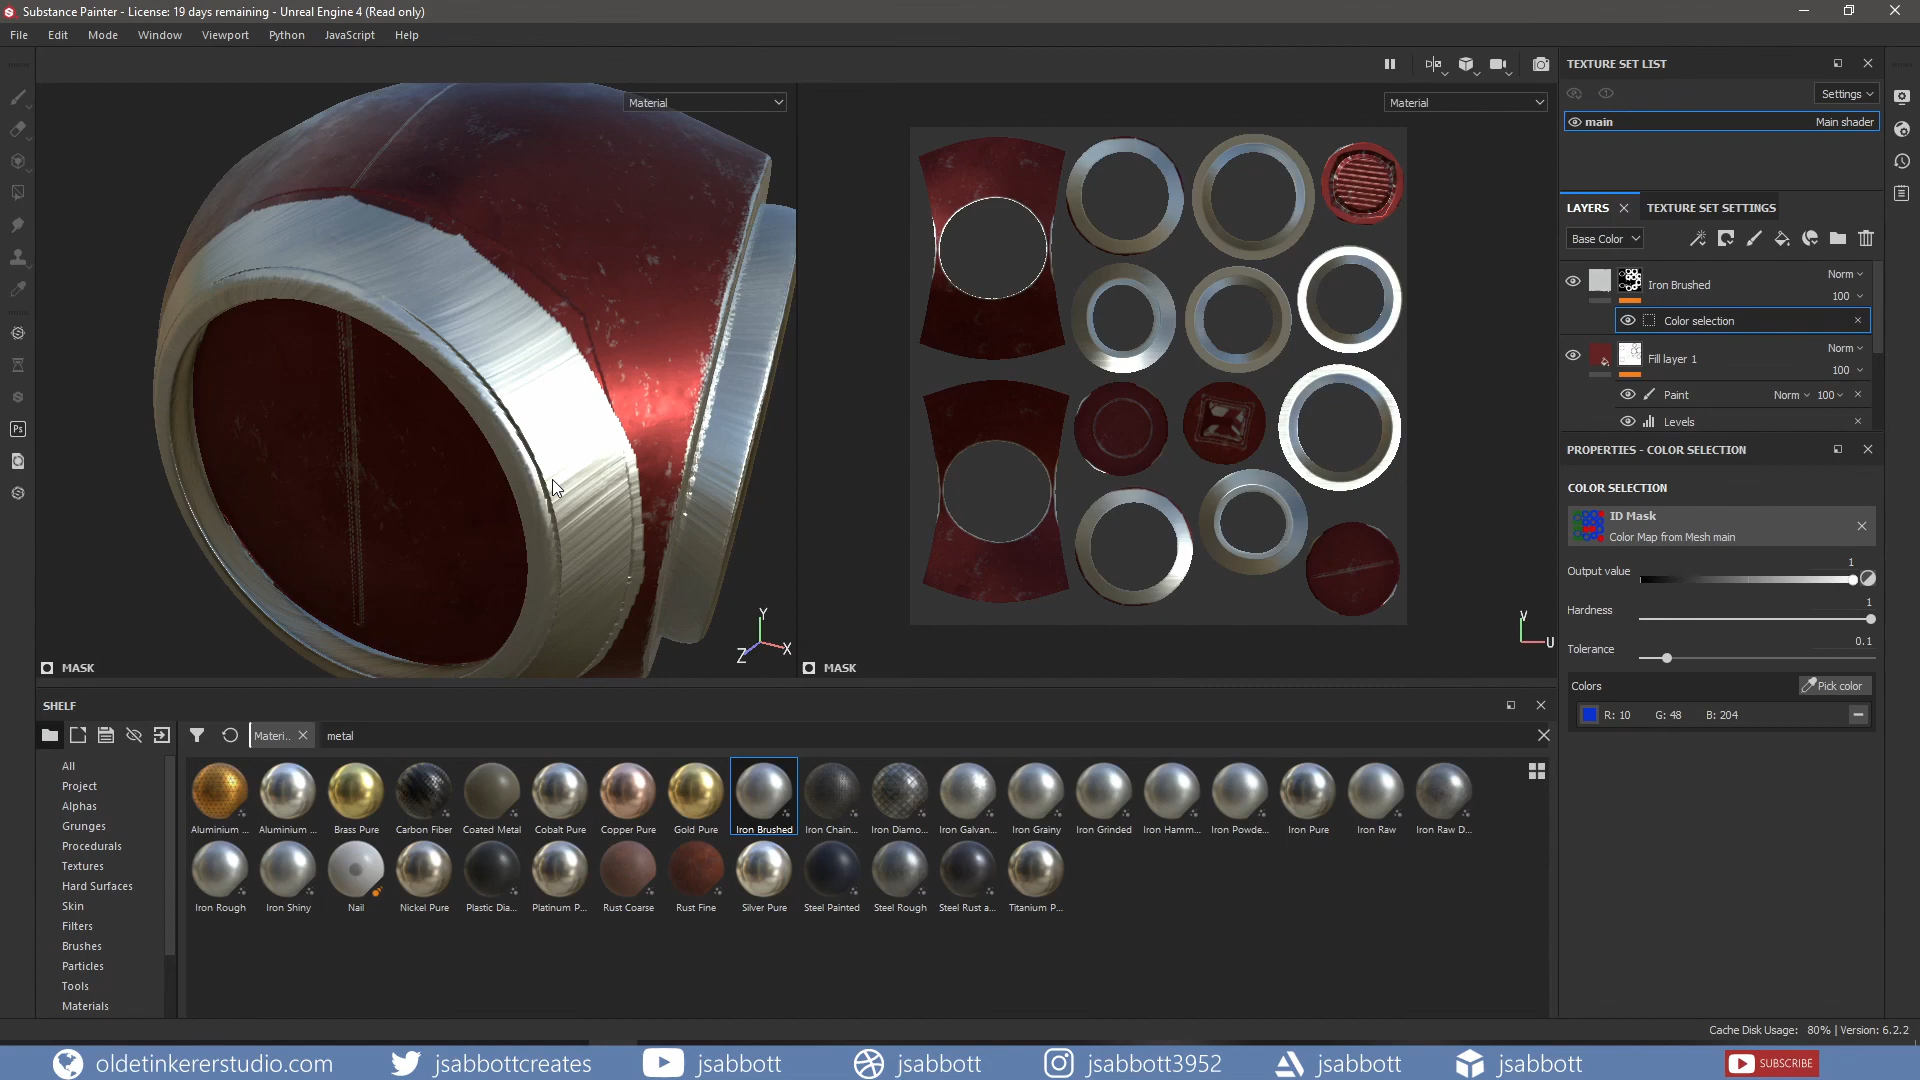 Substance Painter - License: 19 days remaining - Unreal Engine 4 (Read only)
File Edit Mode Window Viewport Python JavaScript Help
Material
Material
Y
X
Z
MASK
V
U
MASK
TEXTURE SET LIST
Settings
main Main shader
LAYERS TEXTURE SET SETTINGS
Base Color
Iron Brushed Norm 100
Color selection
Fill layer 1 Norm 100
Paint Norm 100
Levels
PROPERTIES - COLOR SELECTION
COLOR SELECTION
ID Mask
Color Map from Mesh main
Output value 1
Hardness 1
Tolerance 0.1
Colors Pick color
R: 10 G: 48 B: 204
Ps
SHELF
Materi.. metal
All
Project
Alphas
Grunges
Procedurals
Textures
Hard Surfaces
Skin
Filters
Brushes
Particles
Tools
Materials
Aluminium ... Aluminium ... Brass Pure Carbon Fiber Coated Metal Cobalt Pure Copper Pure Gold Pure Iron Brushed Iron Chain... Iron Diamo... Iron Galvan... Iron Grainy Iron Grinded Iron Hamm... Iron Powde... Iron Pure Iron Raw Iron Raw D...
Iron Rough Iron Shiny Nail Nickel Pure Plastic Dia... Platinum P... Rust Coarse Rust Fine Silver Pure Steel Painted Steel Rough Steel Rust a... Titanium P...
Cache Disk Usage: 80% | Version: 6.2.2
oldetinkererstudio.com jsabbottcreates jsabbott jsabbott jsabbott3952 jsabbott jsabbott SUBSCRIBE